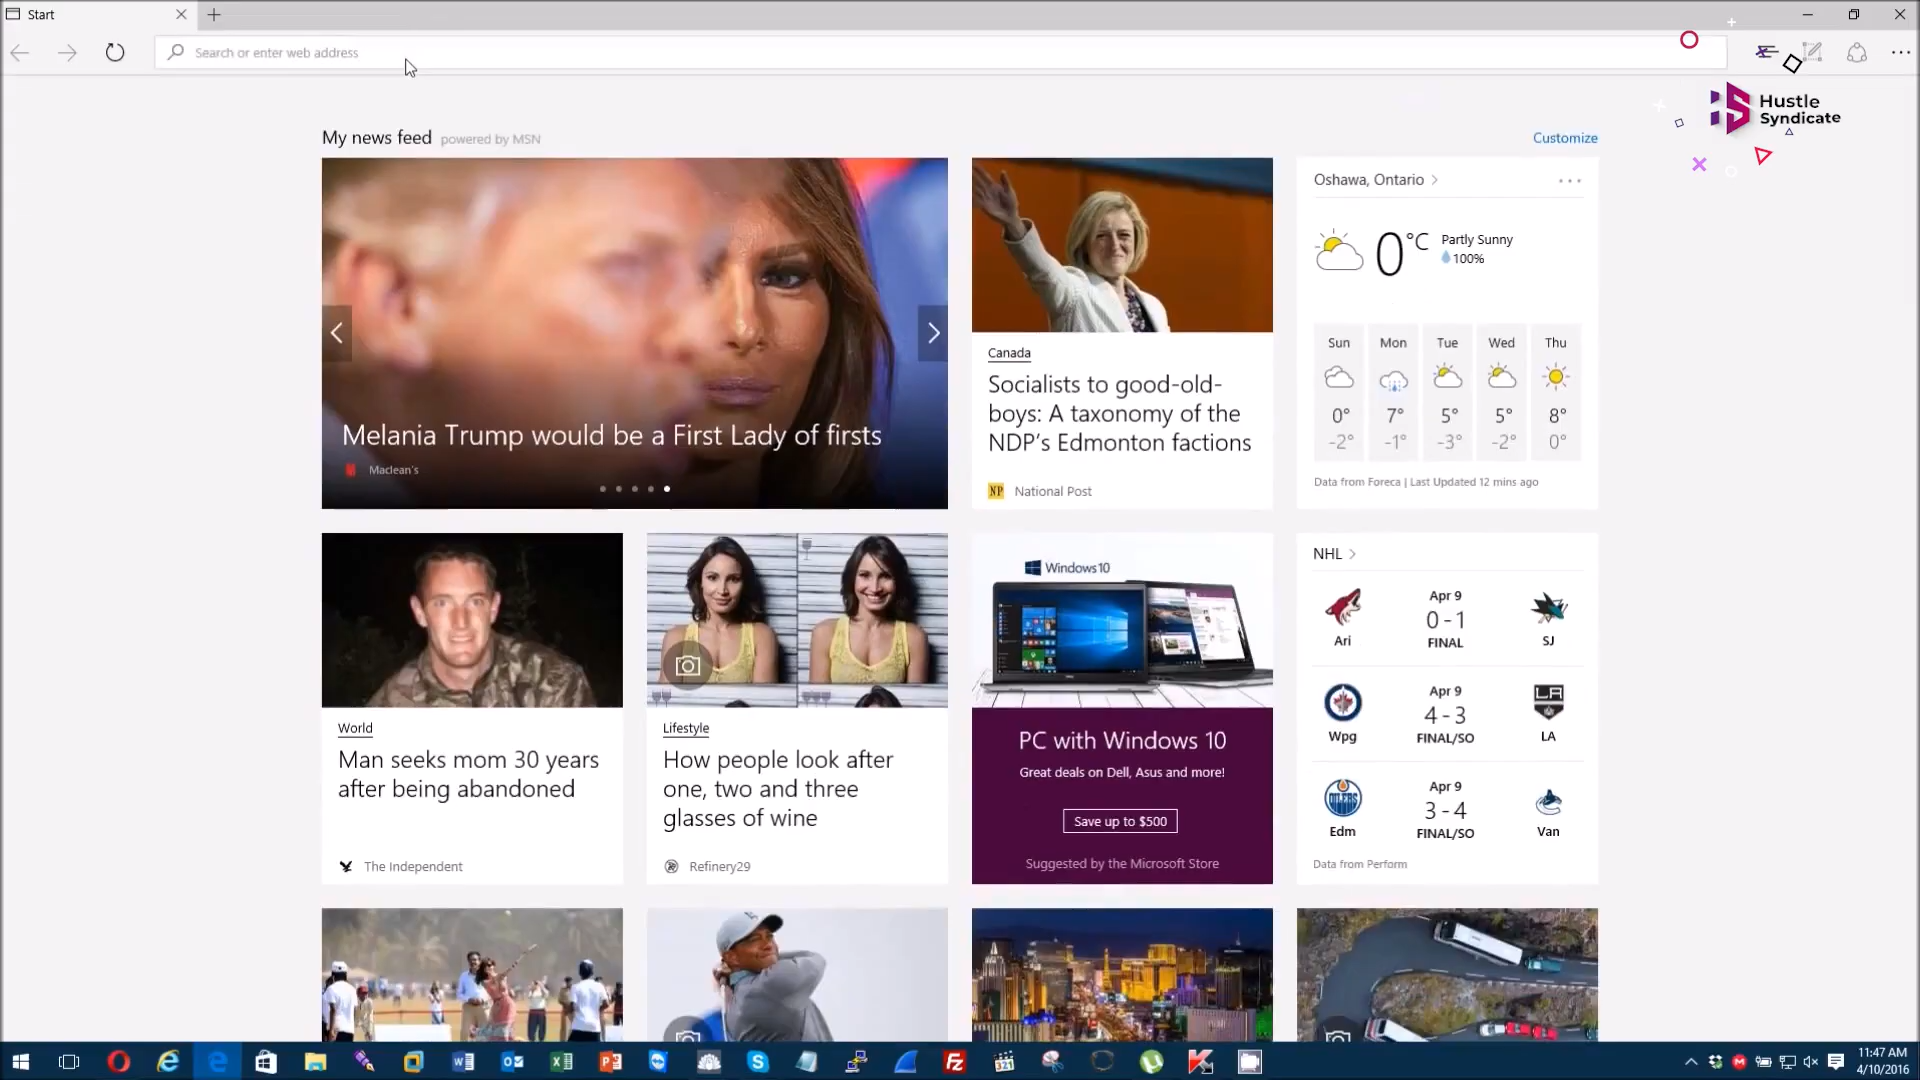 Start
Search or enter web address
Hustle
Syndicate
My news feed powered by MSN
Customize
Melania Trump would be a First Lady of firsts
Maclean's
Canada
Socialists to good-old-
boys: A taxonomy of the
NDP's Edmonton factions
NP National Post
Oshawa, Ontario
0°C
Partly Sunny
100%
Sun Mon Tue Wed Thu
0° 7° 5° 5° 8°
-2° -1° -3° -2° 0°
Data from Foreca | Last Updated 12 mins ago
World
Man seeks mom 30 years
after being abandoned
The Independent
Lifestyle
How people look after
one, two and three
glasses of wine
Refinery29
Windows 10
PC with Windows 10
Great deals on Dell, Asus and more!
Save up to $500
Suggested by the Microsoft Store
NHL
Apr 9
0 - 1
Ari FINAL SJ
Apr 9
4 - 3
Wpg FINAL/SO LA
Apr 9
3 - 4
Edm FINAL/SO Van
Data from Perform
11:47 AM
4/10/2016